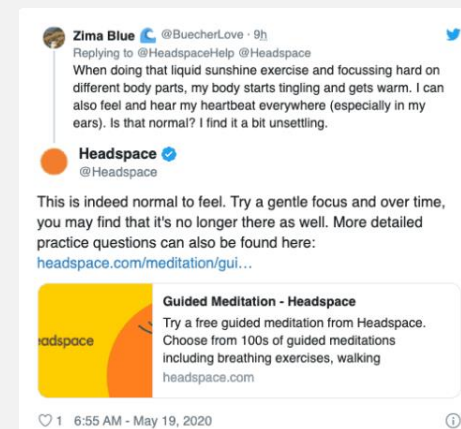 Zima Blue 🌊 @BuecherLove · 9h
Replying to @HeadspaceHelp @Headspace
When doing that liquid sunshine exercise and focussing hard on
different body parts, my body starts tingling and gets warm. I can
also feel and hear my heartbeat everywhere (especially in my
ears). Is that normal? I find it a bit unsettling.
Headspace
@Headspace
This is indeed normal to feel. Try a gentle focus and over time,
you may find that it's no longer there as well. More detailed
practice questions can also be found here:
headspace.com/meditation/gui…
eadspace
Guided Meditation - Headspace
Try a free guided meditation from Headspace.
Choose from 100s of guided meditations
including breathing exercises, walking
headspace.com
1 6:55 AM - May 19, 2020